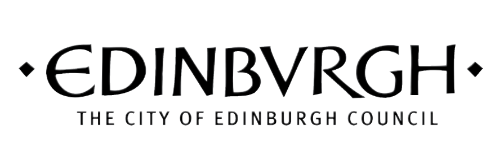 • EDINBVRGH •
THE CITY OF EDINBURGH COUNCIL